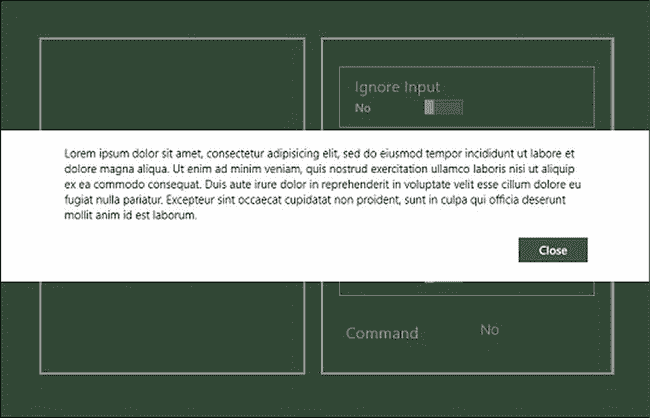 Ignore Input
No
Lorem ipsum dolor sit amet, consectetur adipisicing elit, sed do eiusmod tempor incididunt ut labore et
dolore magna aliqua. Ut enim ad minim veniam, quis nostrud exercitation ullamco laboris nisi ut aliquip
ex ea commodo consequat. Duis aute irure dolor in reprehenderit in voluptate velit esse cillum dolore eu
fugiat nulla pariatur. Excepteur sint occaecat cupidatat non proident, sunt in culpa qui officia deserunt
mollit anim id est laborum.
Close
Command No